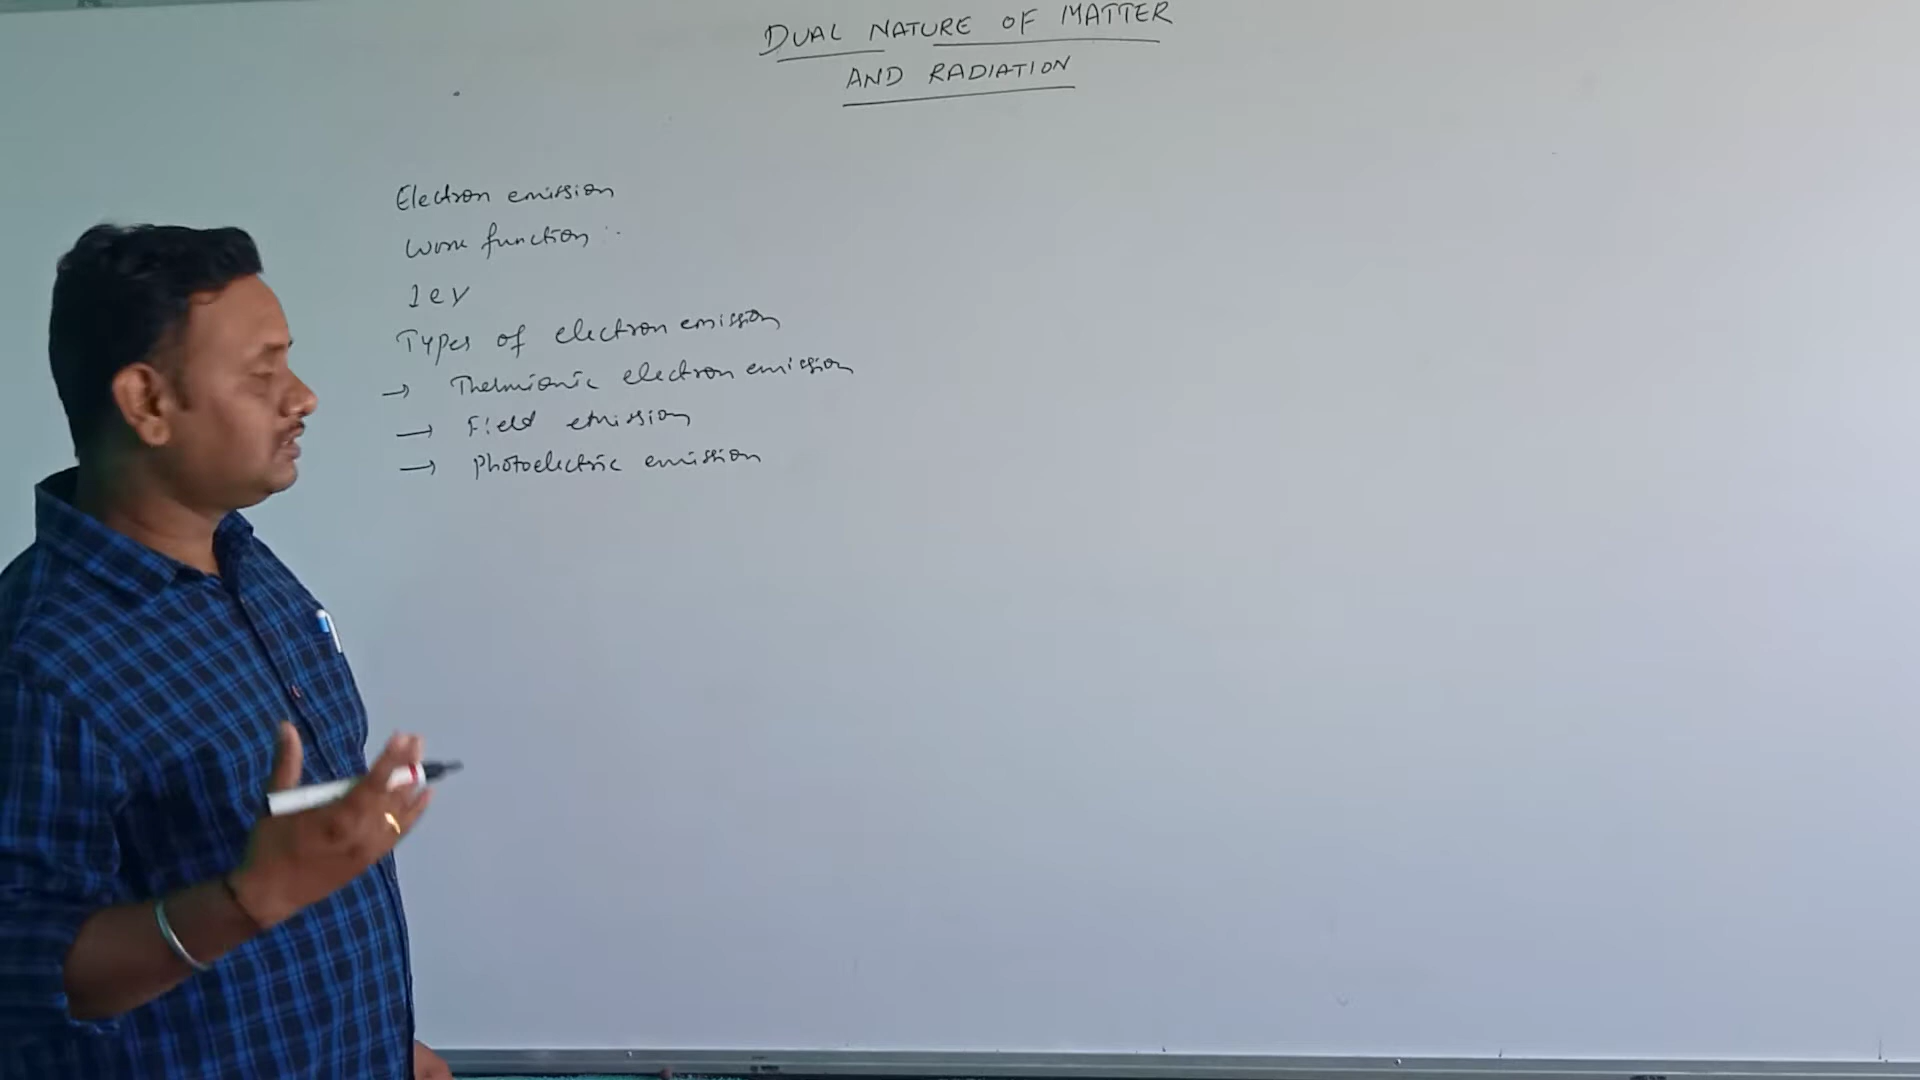 DUAL NATURE OF MATTER
AND RADIATION
Electron emission
Work function :
1 eV
Types of electron emission
→ Thermionic electron emission
→ Field emission
→ photoelectric emission